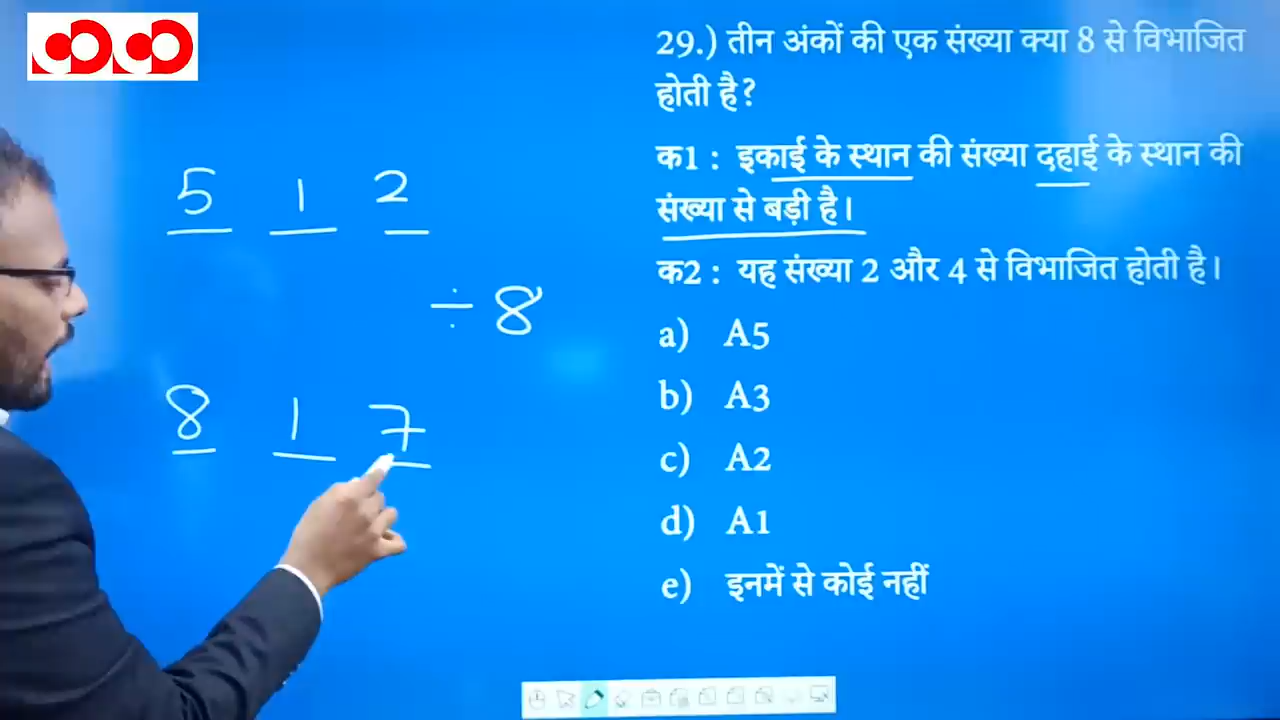 29.) तीन अंकों की एक संख्या क्या 8 से विभाजित
होती है?
क1 : इकाई के स्थान की संख्या दहाई के स्थान की
संख्या से बड़ी है।
क2 : यह संख्या 2 और 4 से विभाजित होती है।
a) A5
b) A3
c) A2
d) A1
e) इनमें से कोई नहीं
5 1 2
÷ 8
8 1 7